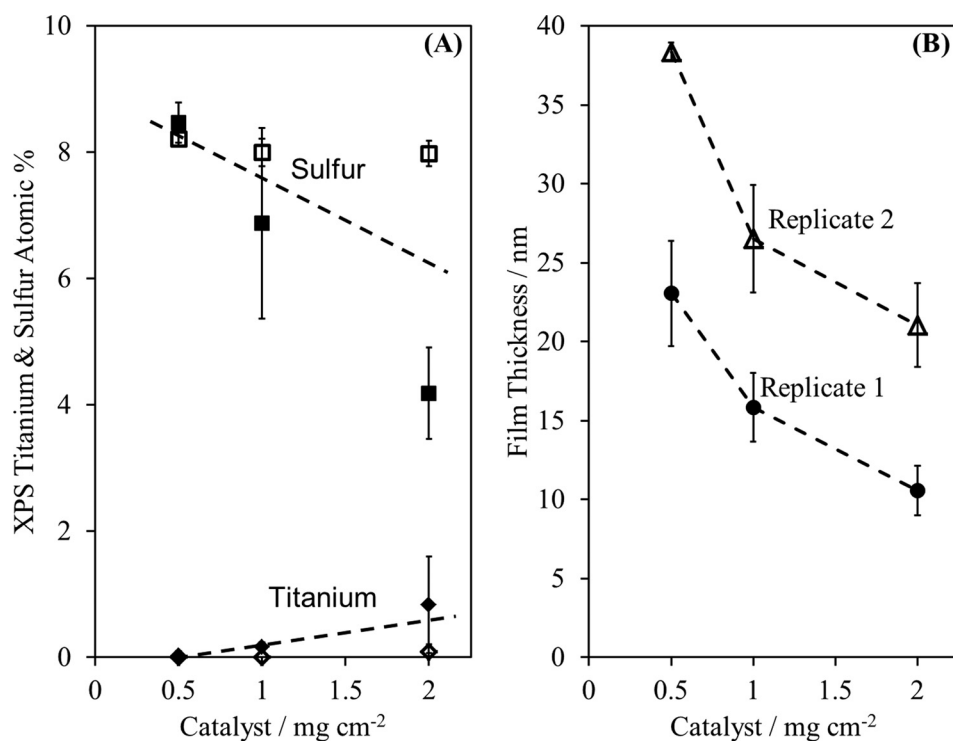 (A)
XPS Titanium & Sulfur Atomic %
10
8
6
4
2
0
Sulfur
Titanium
0 0.5 1 1.5 2
Catalyst / mg cm⁻²
(B)
Film Thickness / nm
40
35
30
25
20
15
10
5
0
Replicate 2
Replicate 1
0 0.5 1 1.5 2
Catalyst / mg cm⁻²